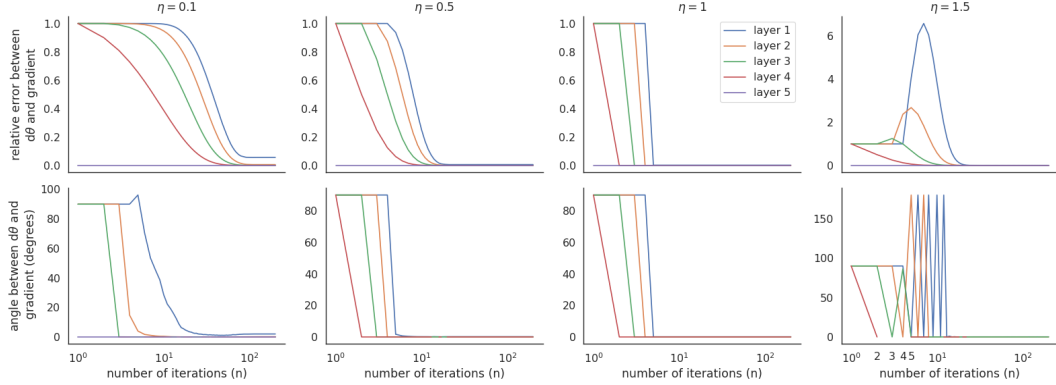 η = 0.1
η = 0.5
η = 1
η = 1.5
relative error between
dθ and gradient
1.0
0.8
0.6
0.4
0.2
0.0
1.0
0.8
0.6
0.4
0.2
0.0
1.0
0.8
0.6
0.4
0.2
0.0
layer 1
layer 2
layer 3
layer 4
layer 5
6
4
2
0
angle between dθ and
gradient (degrees)
100
80
60
40
20
0
80
60
40
20
0
80
60
40
20
0
150
100
50
0
10⁰ 10¹ 10²
10⁰ 10¹ 10²
10⁰ 10¹ 10²
10⁰ 2 3 4 5 10¹ 10²
number of iterations (n)
number of iterations (n)
number of iterations (n)
number of iterations (n)